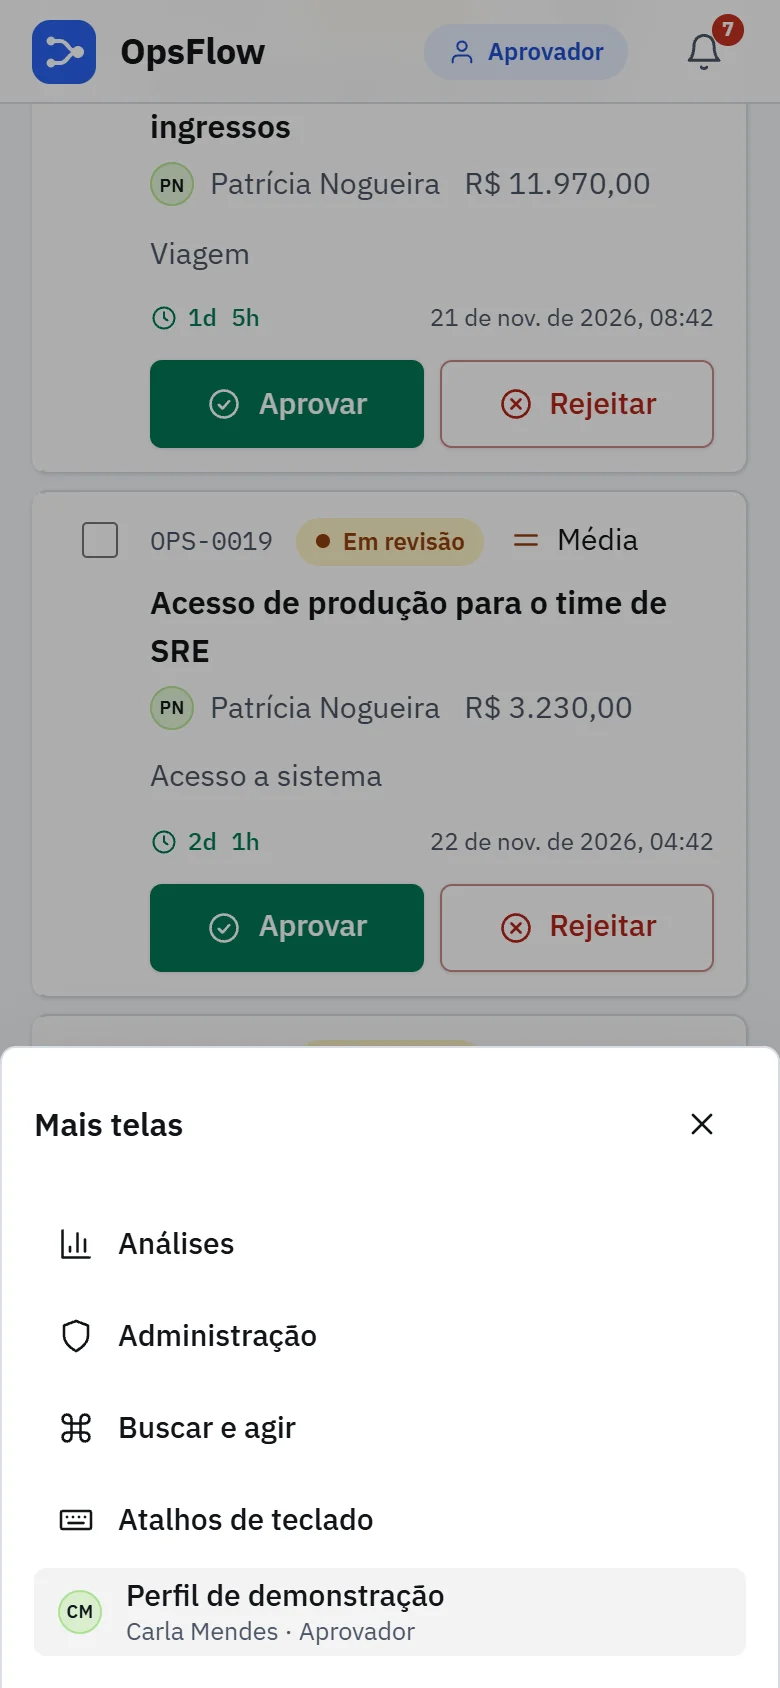 OpsFlow
Aprovador
7
ingressos
PN Patrícia Nogueira R$ 11.970,00
Viagem
1d 5h 21 de nov. de 2026, 08:42
Aprovar Rejeitar
OPS-0019 Em revisão Média
Acesso de produção para o time de
SRE
PN Patrícia Nogueira R$ 3.230,00
Acesso a sistema
2d 1h 22 de nov. de 2026, 04:42
Aprovar Rejeitar
Mais telas
Análises
Administração
Buscar e agir
Atalhos de teclado
CM Perfil de demonstração
Carla Mendes · Aprovador